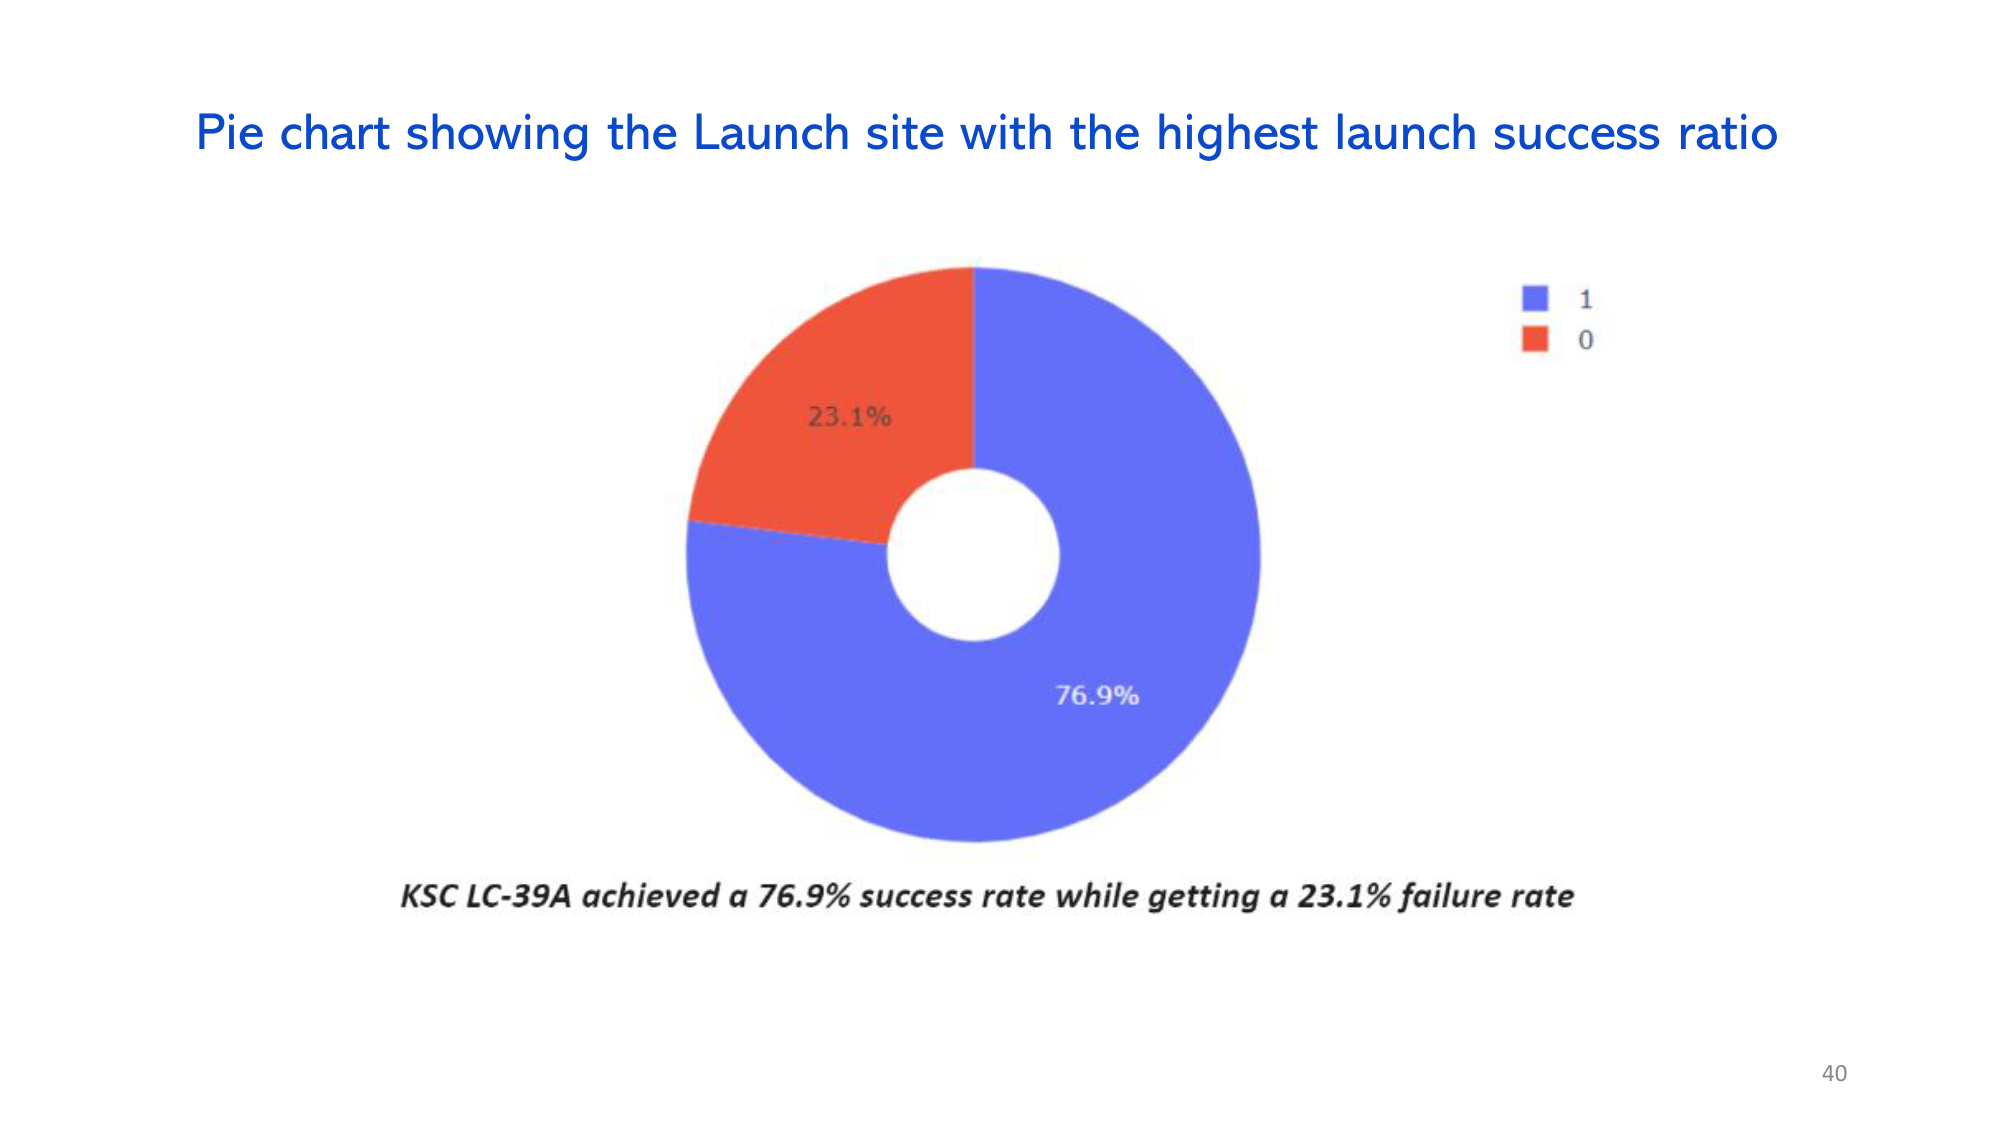 Pie chart showing the Launch site with the highest launch success ratio
1
0
23.1%
76.9%
KSC LC-39A achieved a 76.9% success rate while getting a 23.1% failure rate
40